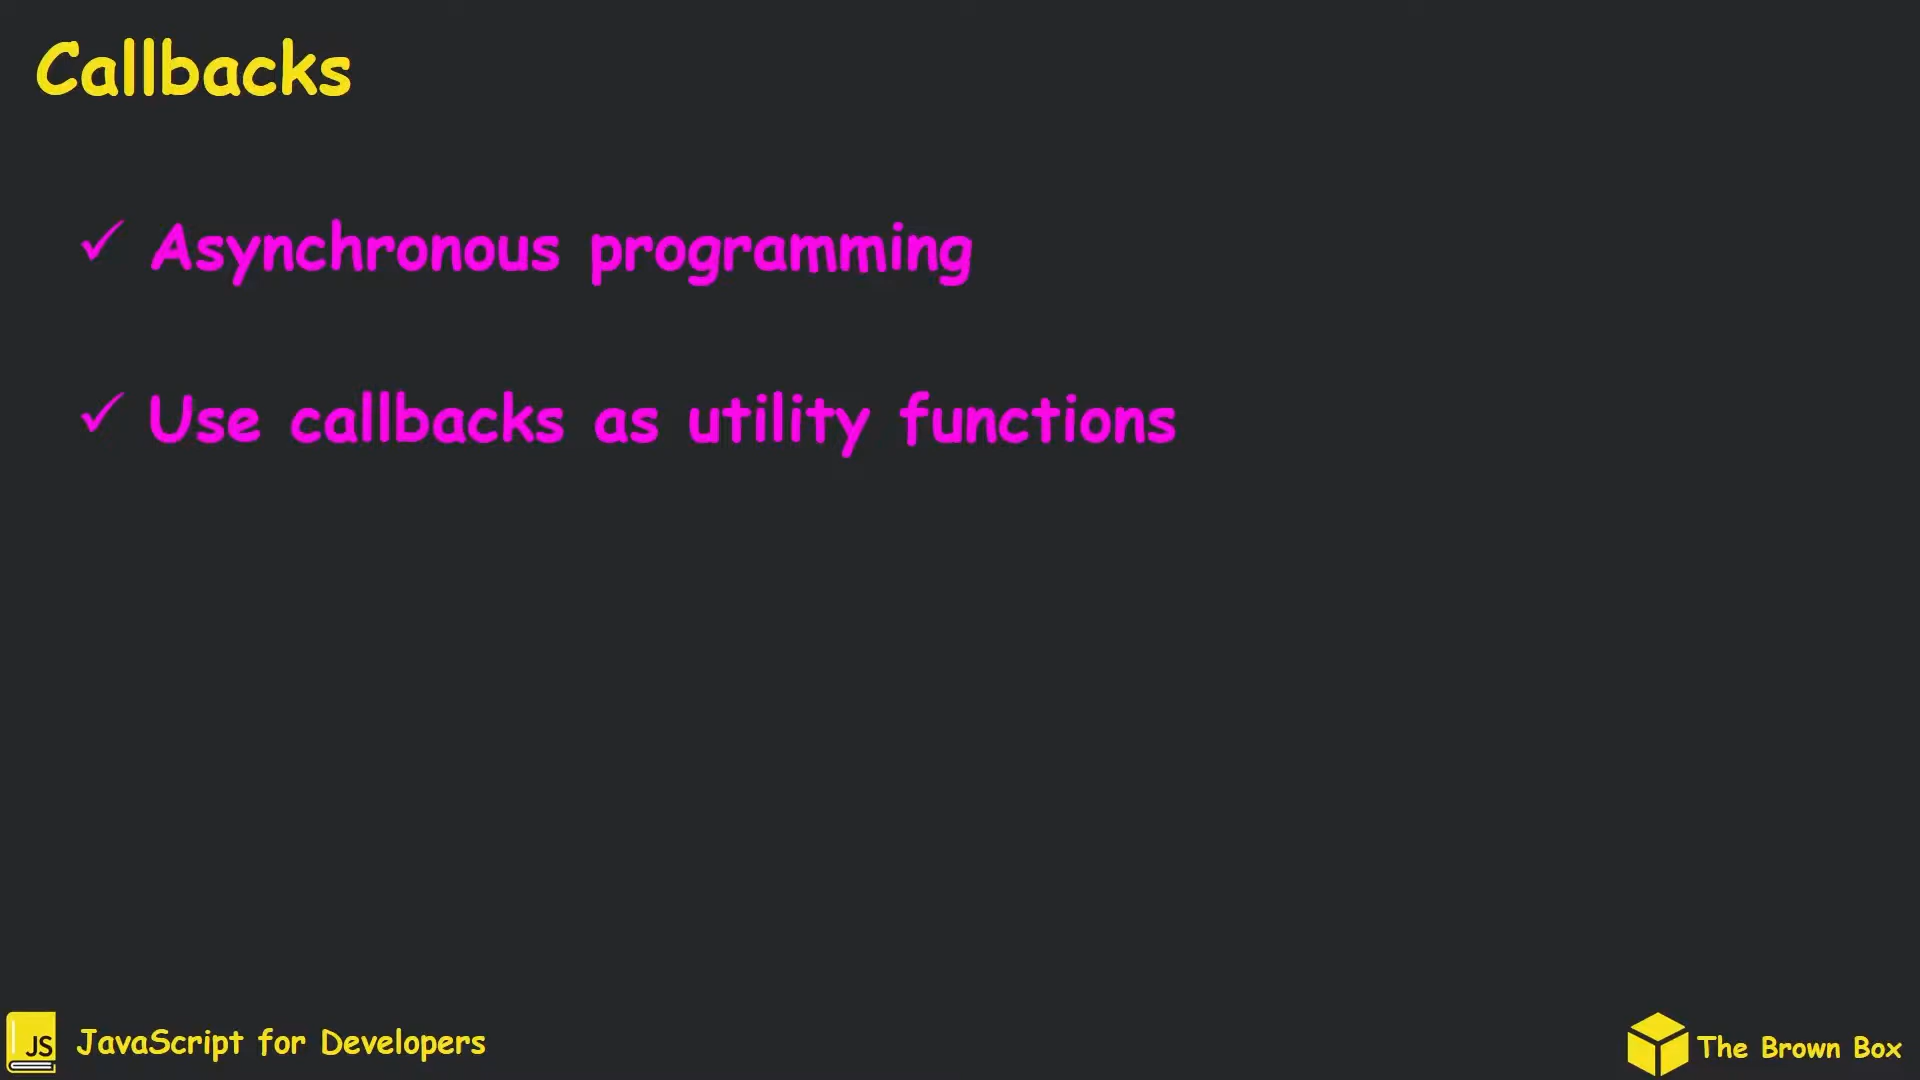 Callbacks
✓ Asynchronous programming
✓ Use callbacks as utility functions
JS JavaScript for Developers
The Brown Box